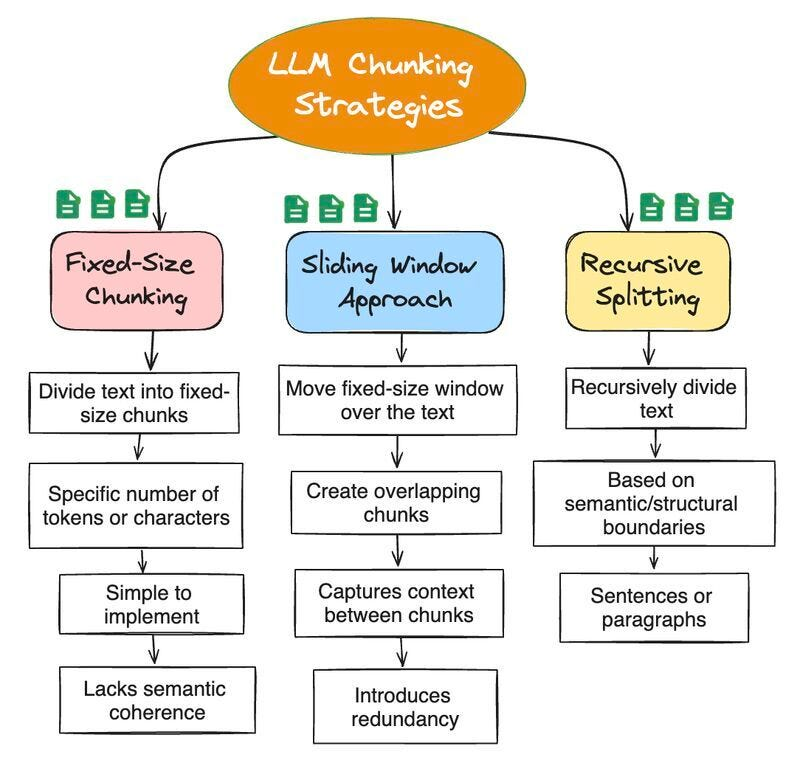 LLM Chunking
Strategies
Fixed-Size
Chunking
Divide text into fixed-
size chunks
Specific number of
tokens or characters
Simple to
implement
Lacks semantic
coherence
Sliding Window
Approach
Move fixed-size window
over the text
Create overlapping
chunks
Captures context
between chunks
Introduces
redundancy
Recursive
Splitting
Recursively divide
text
Based on
semantic/structural
boundaries
Sentences or
paragraphs